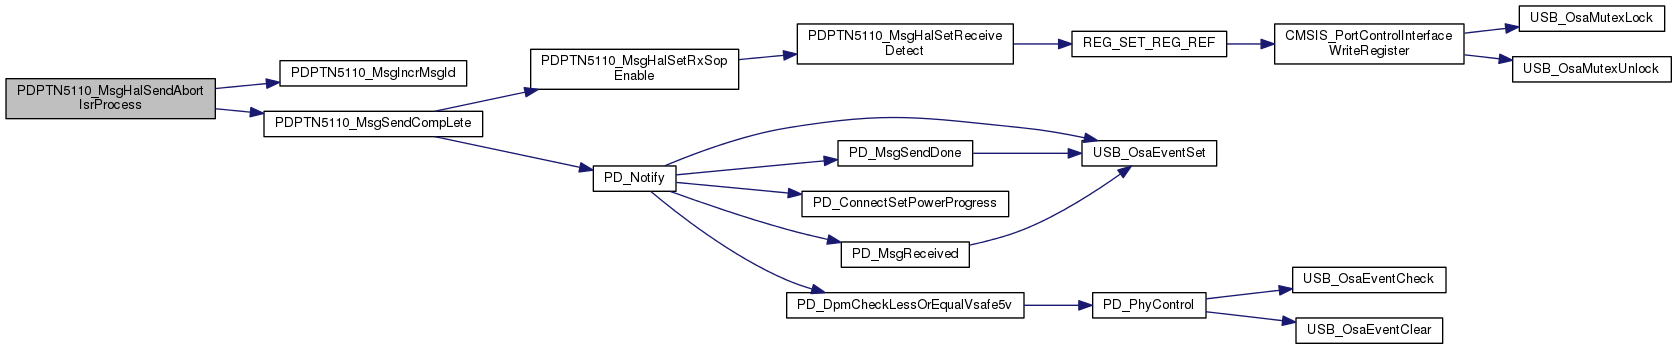 PDPTN5110_MsgHalSendAbort
IsrProcess
PDPTN5110_MsgIncrMsgId
PDPTN5110_MsgSendCompLete
PDPTN5110_MsgHalSetRxSop
Enable
PD_Notify
PDPTN5110_MsgHalSetReceive
Detect
PD_MsgSendDone
PD_ConnectSetPowerProgress
PD_MsgReceived
PD_DpmCheckLessOrEqualVsafe5v
REG_SET_REG_REF
USB_OsaEventSet
PD_PhyControl
CMSIS_PortControlInterface
WriteRegister
USB_OsaEventCheck
USB_OsaEventClear
USB_OsaMutexLock
USB_OsaMutexUnlock